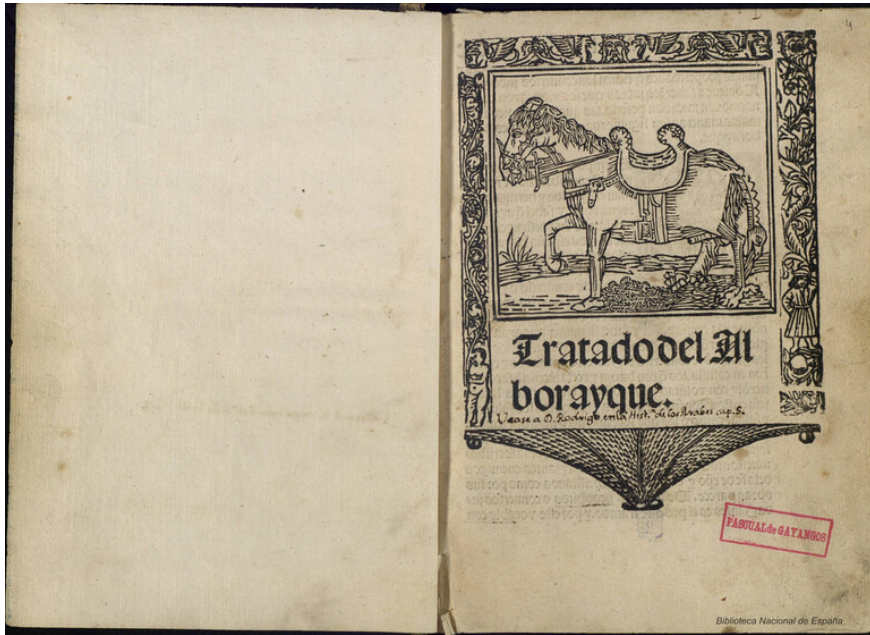 4
Tratado del Al
borayque.
Vease a D. Rodrigo en la Hist.ª de los Arabes cap. 5.
PASCUAL de GAYANGOS
Biblioteca Nacional de España